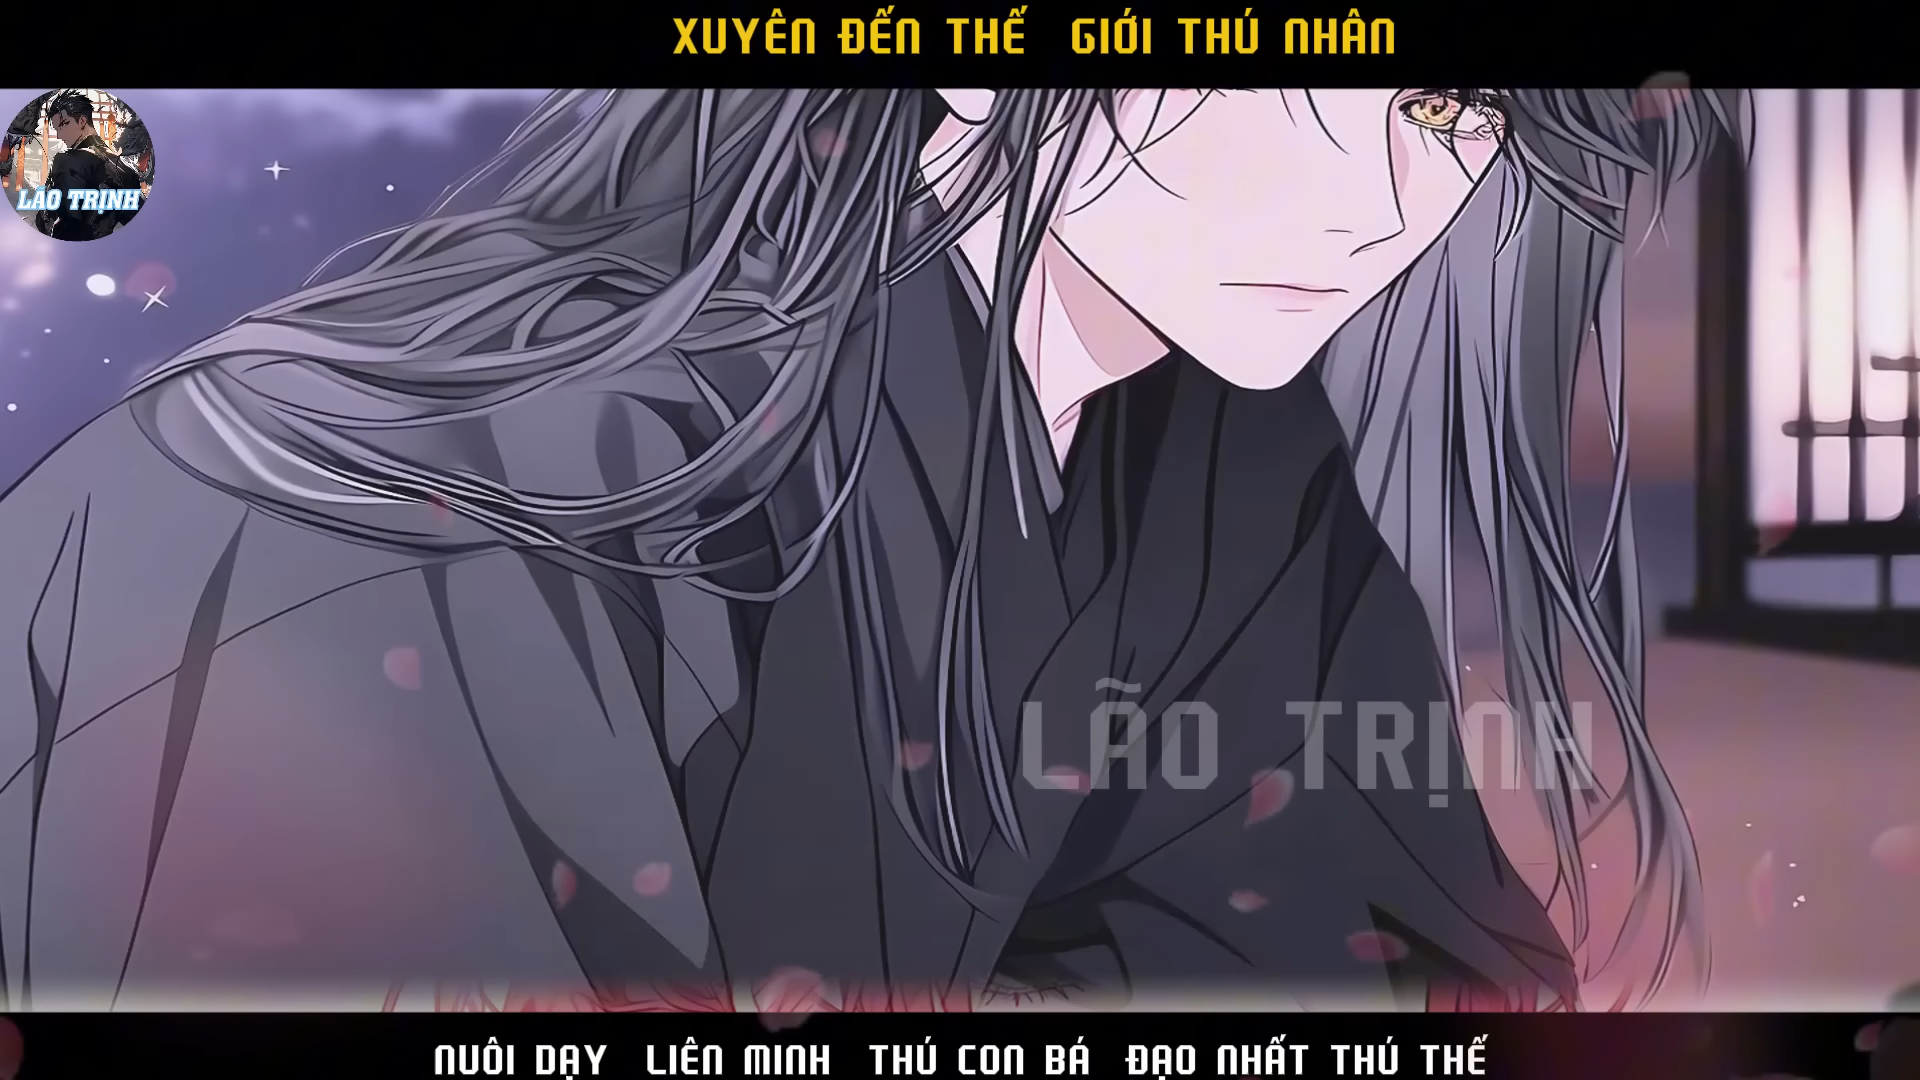 XUYÊN ĐẾN THẾ GIỚI THÚ NHÂN
LÃO TRỊNH
LÃO TRỊNH
NUÔI DẠY LIÊN MINH THÚ CON BÁ ĐẠO NHẤT THÚ THẾ